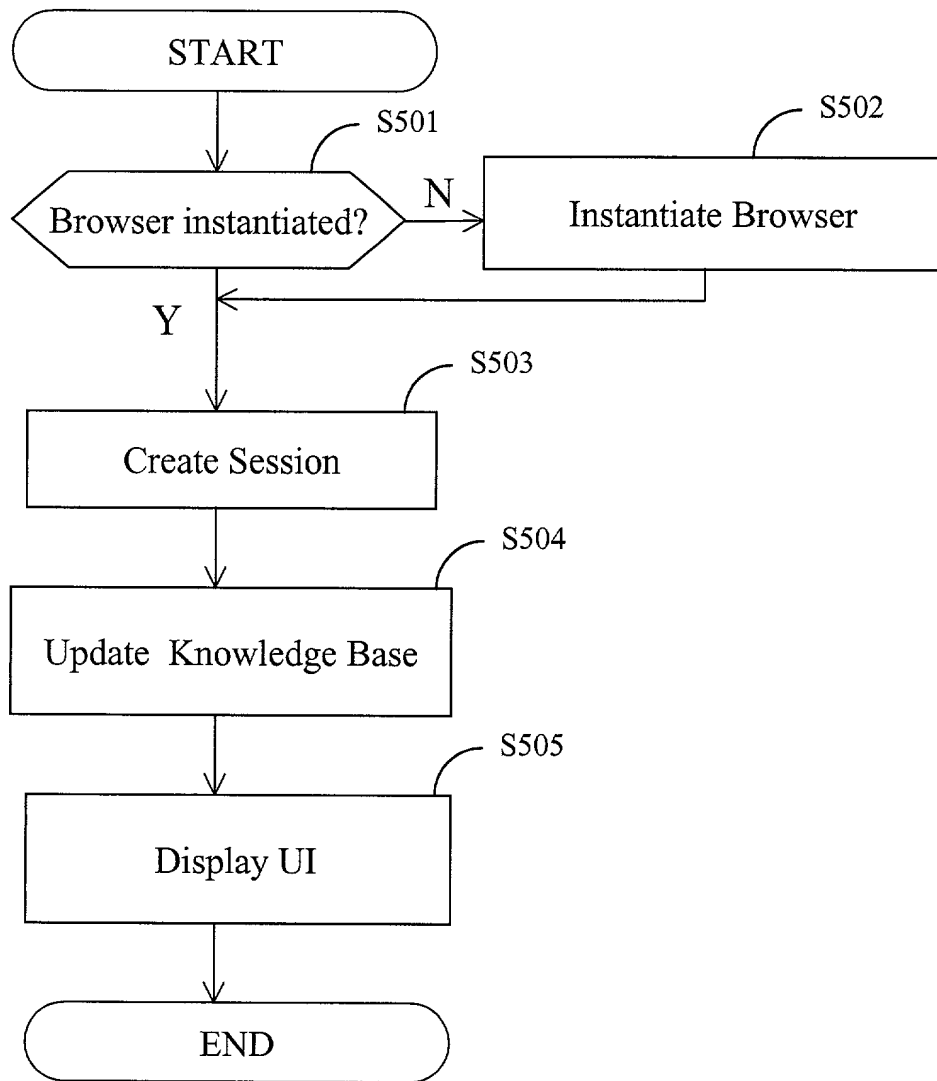 START
S501
S502
Browser instantiated?
N
Instantiate Browser
Y
S503
Create Session
S504
Update Knowledge Base
S505
Display UI
END